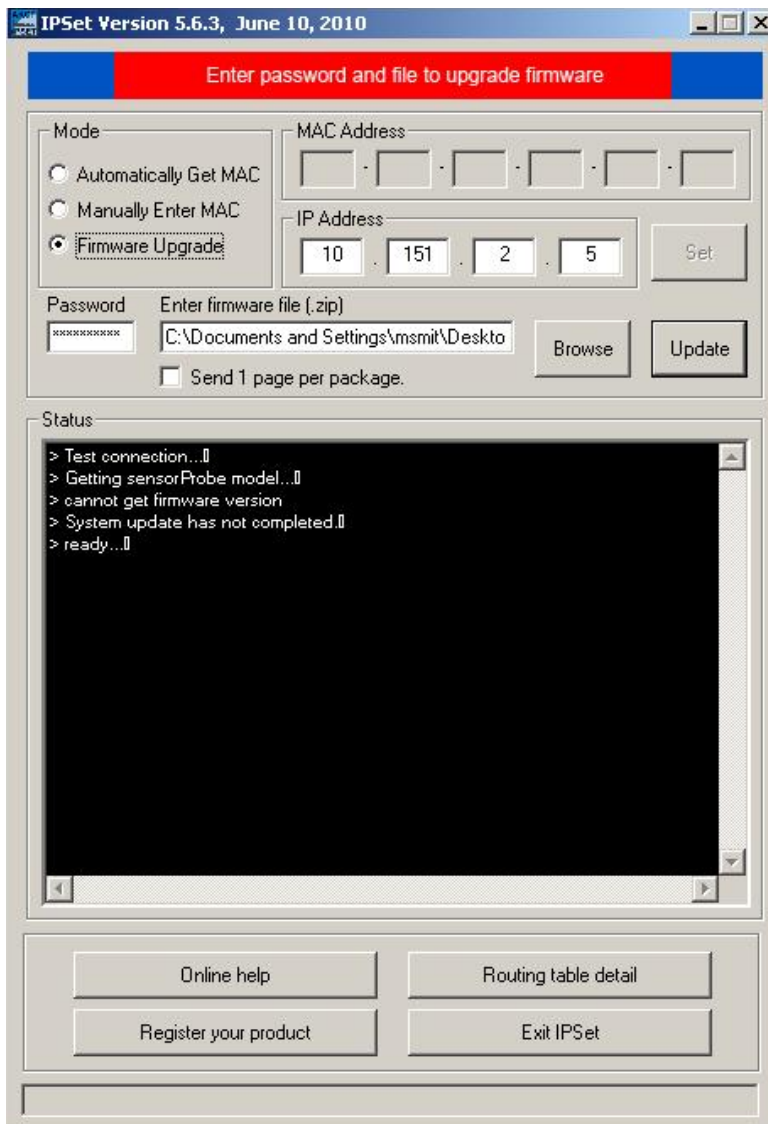 IPSet Version 5.6.3, June 10, 2010
Enter password and file to upgrade firmware
Mode
Automatically Get MAC
Manually Enter MAC
Firmware Upgrade
MAC Address
- - - - -
IP Address
10 . 151 . 2 . 5
Set
Password
xxxxxxxxxx
Enter firmware file (.zip)
C:\Documents and Settings\msmit\Deskto
Browse
Update
Send 1 page per package.
Status
> Test connection...▯
> Getting sensorProbe model...▯
> cannot get firmware version
> System update has not completed.▯
> ready...▯
Online help
Routing table detail
Register your product
Exit IPSet